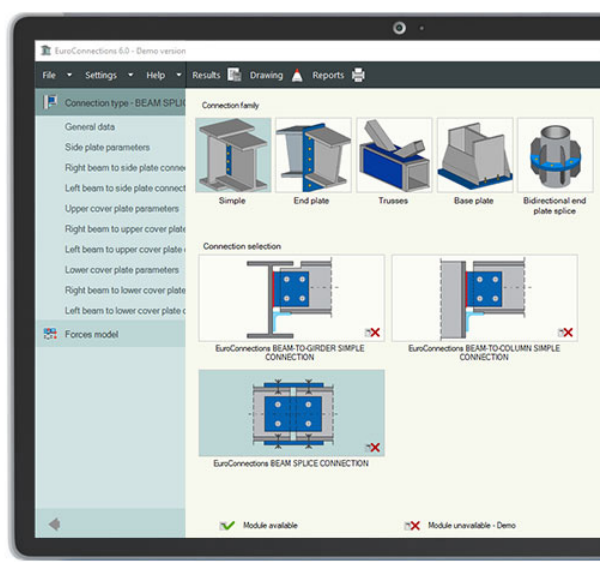 EuroConnections 6.0 - Demo version
File Settings Help Results Drawing Reports
Connection type - BEAM SPLIC
General data
Side plate parameters
Right beam to side plate conne
Left beam to side plate connect
Upper cover plate parameters
Right beam to upper cover plate
Left beam to upper cover plate
Lower cover plate parameters
Right beam to lower cover plate
Left beam to lower cover plate c
Forces model
Connection family
Simple
End plate
Trusses
Base plate
Bidirectional end
plate splice
Connection selection
EuroConnections BEAM-TO-GIRDER SIMPLE
CONNECTION
EuroConnections BEAM-TO-COLUMN SIMPLE
CONNECTION
EuroConnections BEAM SPLICE CONNECTION
Module available
Module unavailable - Demo